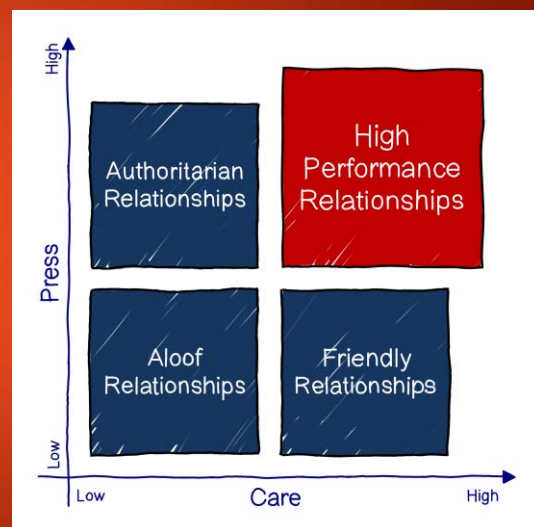 High
High
Performance
Relationships
Authoritarian
Relationships
Press
Aloof
Relationships
Friendly
Relationships
Low
Low
Care
High